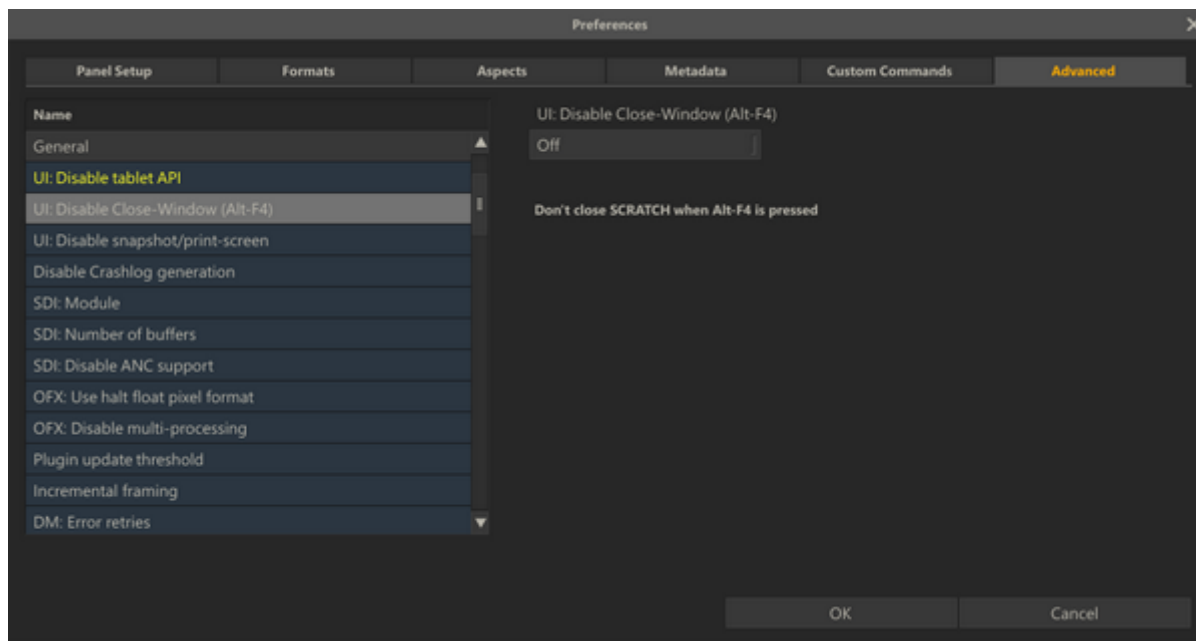 Preferences
Panel Setup Formats Aspects Metadata Custom Commands Advanced
Name
General
UI: Disable tablet API
UI: Disable Close-Window (Alt-F4)
UI: Disable snapshot/print-screen
Disable Crashlog generation
SDI: Module
SDI: Number of buffers
SDI: Disable ANC support
OFX: Use halt float pixel format
OFX: Disable multi-processing
Plugin update threshold
Incremental framing
DM: Error retries
UI: Disable Close-Window (Alt-F4)
Off
Don't close SCRATCH when Alt-F4 is pressed
OK Cancel